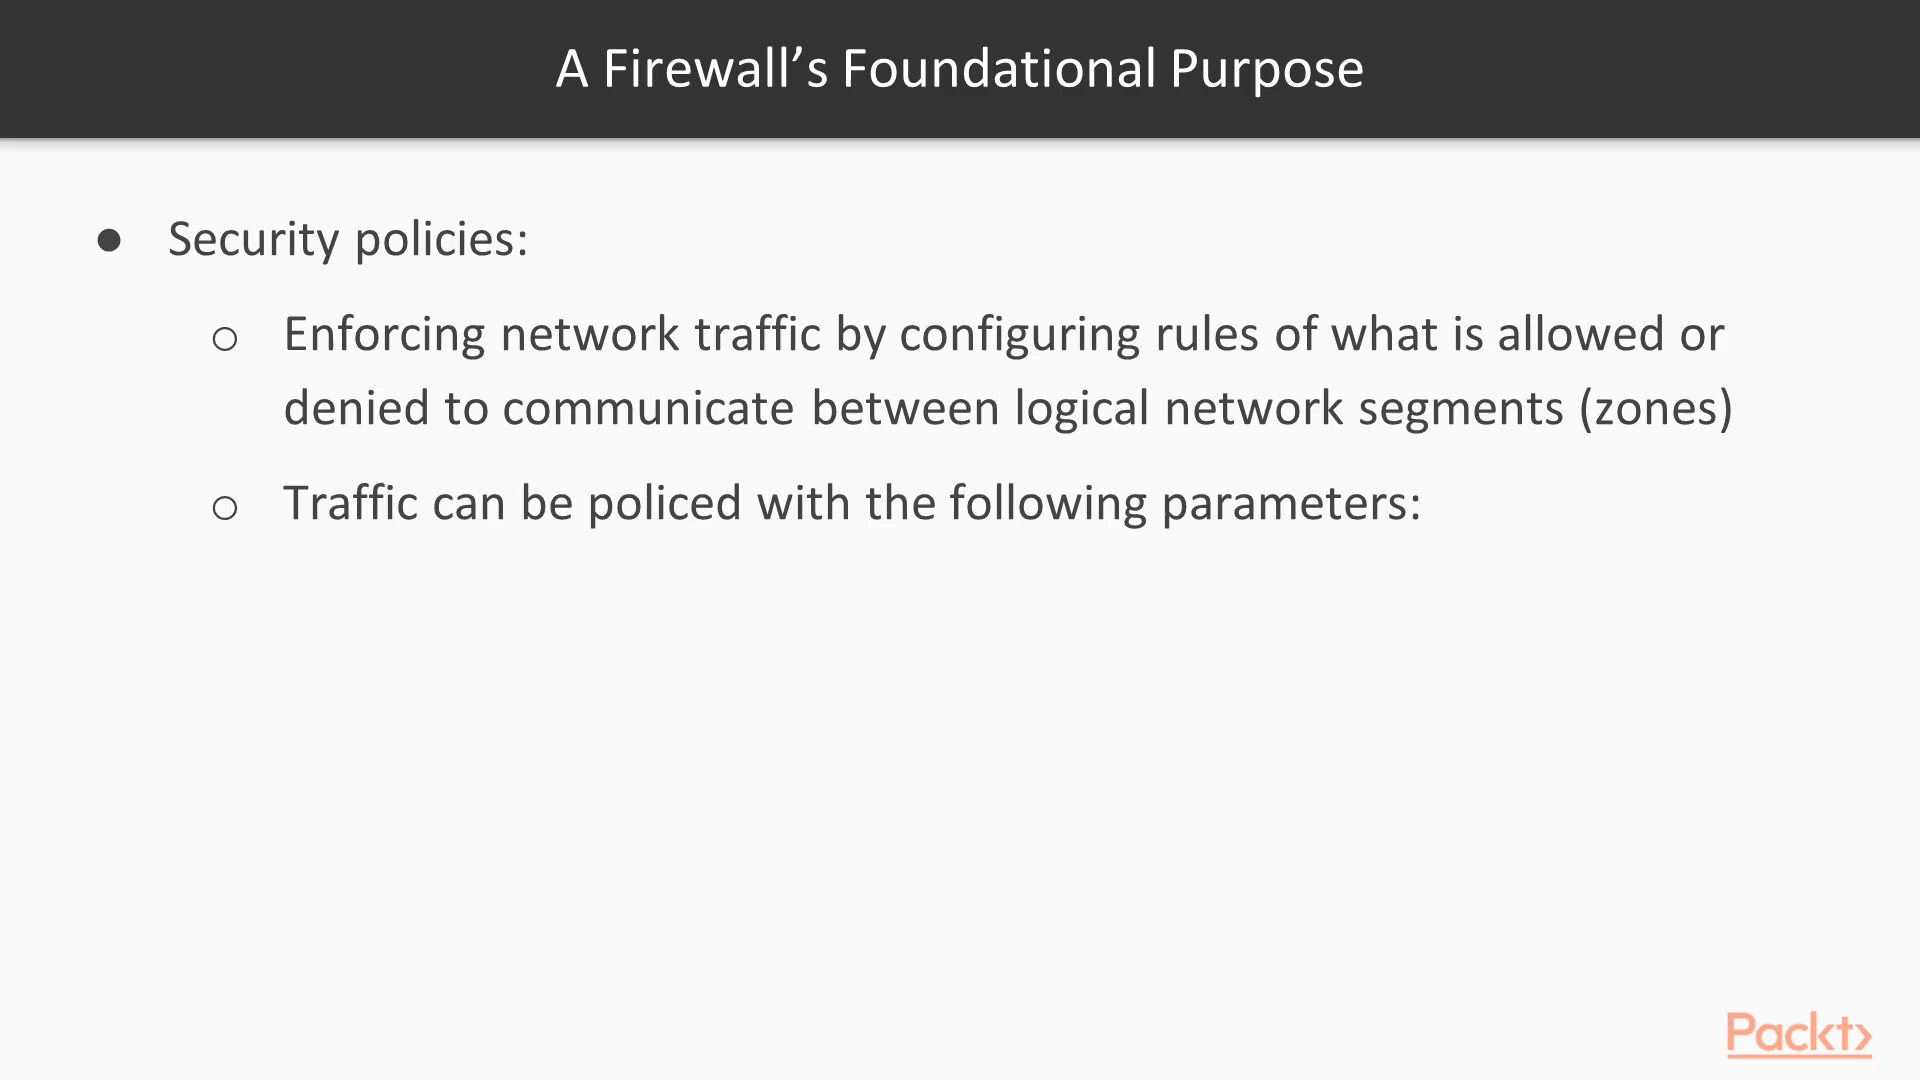 A Firewall’s Foundational Purpose
● Security policies:
○ Enforcing network traffic by configuring rules of what is allowed or
denied to communicate between logical network segments (zones)
○ Traffic can be policed with the following parameters:
Packt>